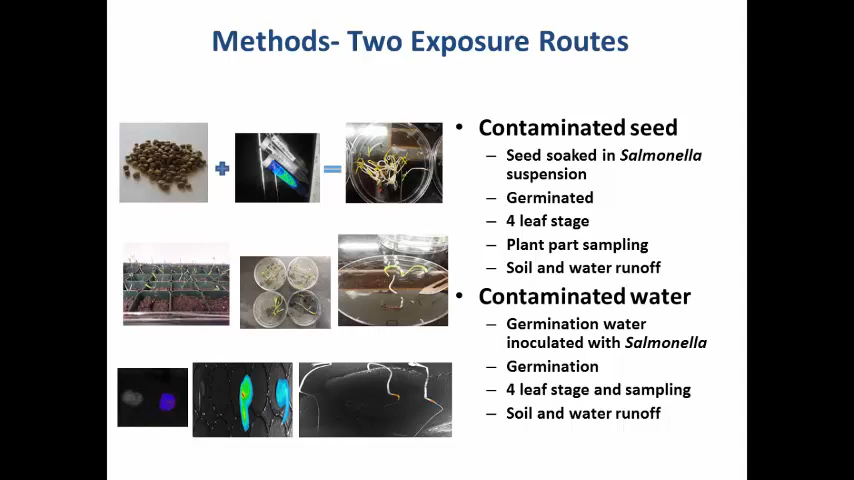 Methods- Two Exposure Routes
• Contaminated seed
– Seed soaked in Salmonella
suspension
– Germinated
– 4 leaf stage
– Plant part sampling
– Soil and water runoff
• Contaminated water
– Germination water
inoculated with Salmonella
– Germination
– 4 leaf stage and sampling
– Soil and water runoff